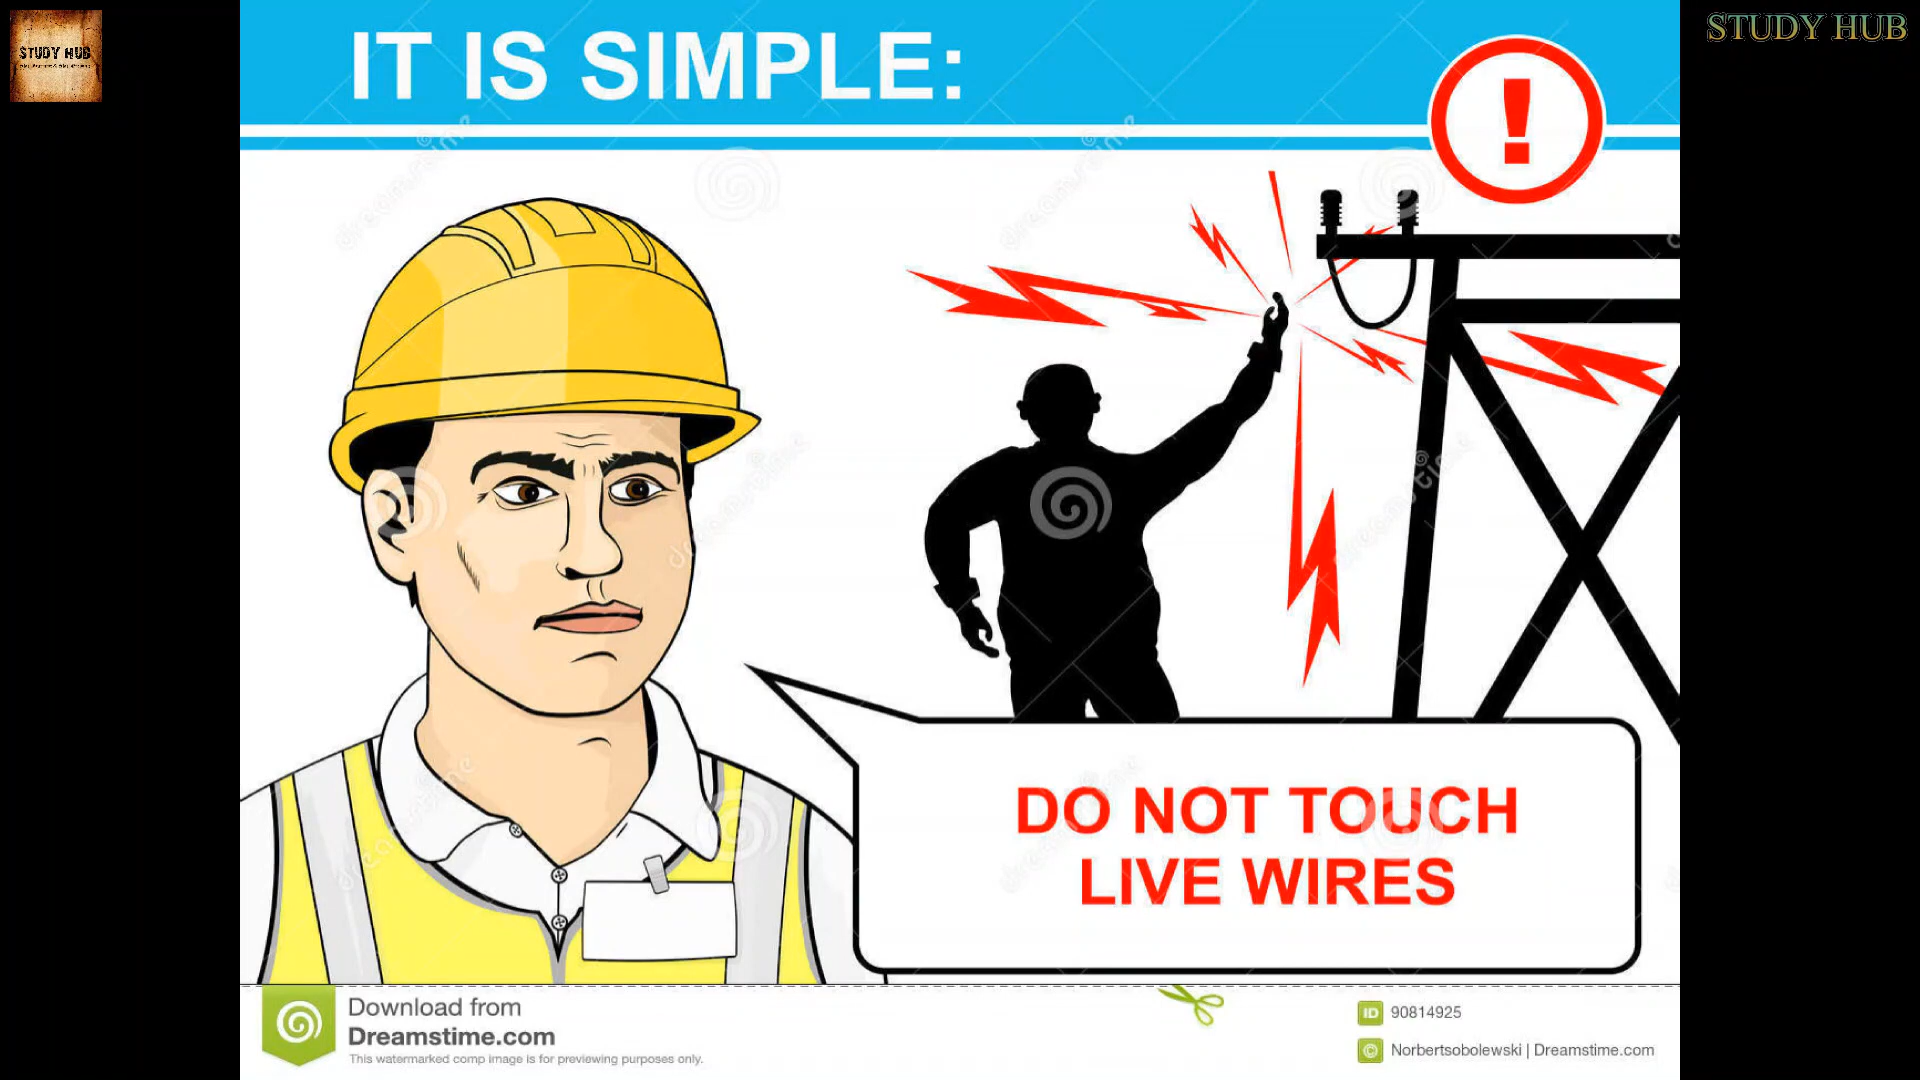 STUDY HUB
STUDY HUB
IT IS SIMPLE:
!
DO NOT TOUCH
LIVE WIRES
Download from
Dreamstime.com
This watermarked comp image is for previewing purposes only.
ID 90814925
© Norbertsobolewski | Dreamstime.com